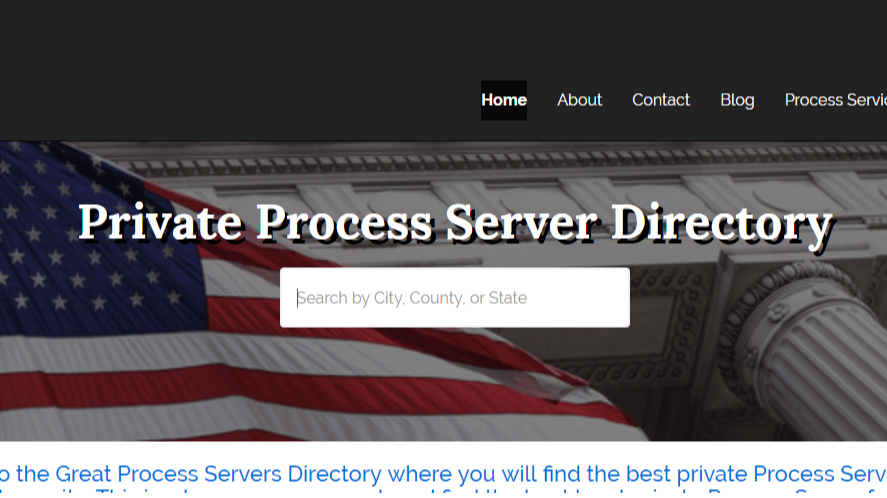 Home About Contact Blog Process Servic
Private Process Server Directory
Search by City, County, or State
o the Great Process Servers Directory where you will find the best private Process Serv